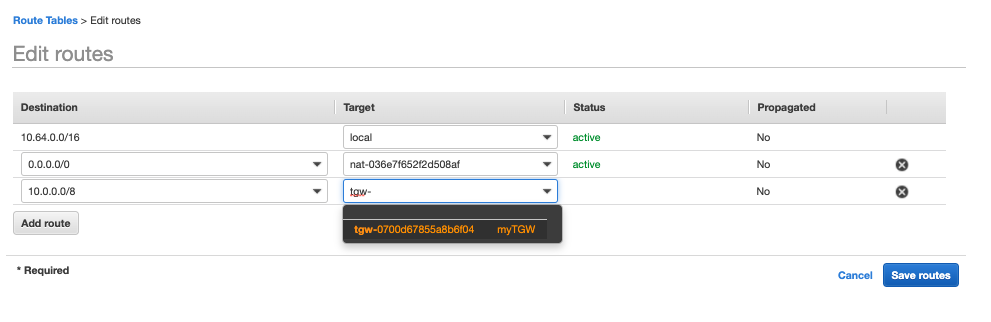 Route Tables > Edit routes
Edit routes
Destination Target Status Propagated
10.64.0.0/16 local active No
0.0.0.0/0 nat-036e7f652f2d508af active No
10.0.0.0/8 tgw- No
tgw-0700d67855a8b6f04 myTGW
Add route
* Required
Cancel Save routes